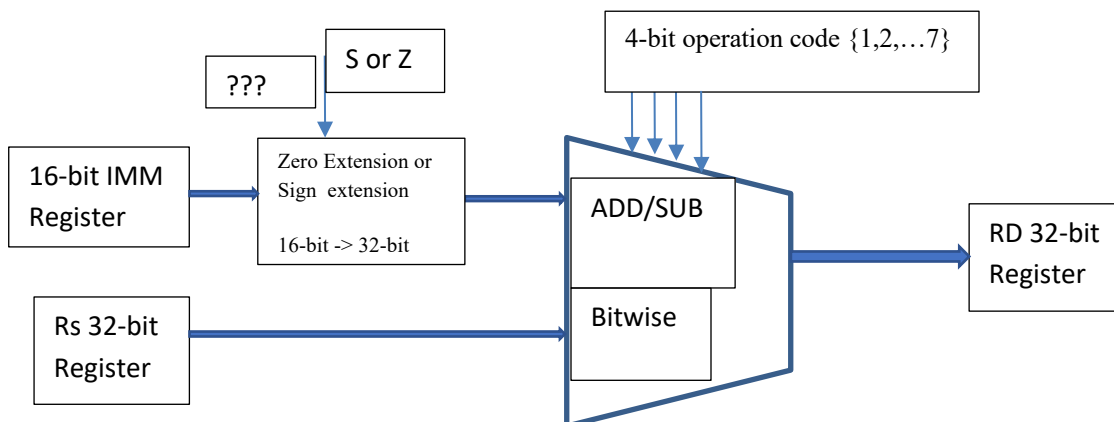 4-bit operation code {1,2,…7}
S or Z
???
16-bit IMM
Register
Zero Extension or
Sign extension
16-bit -> 32-bit
ADD/SUB
RD 32-bit
Register
Bitwise
Rs 32-bit
Register